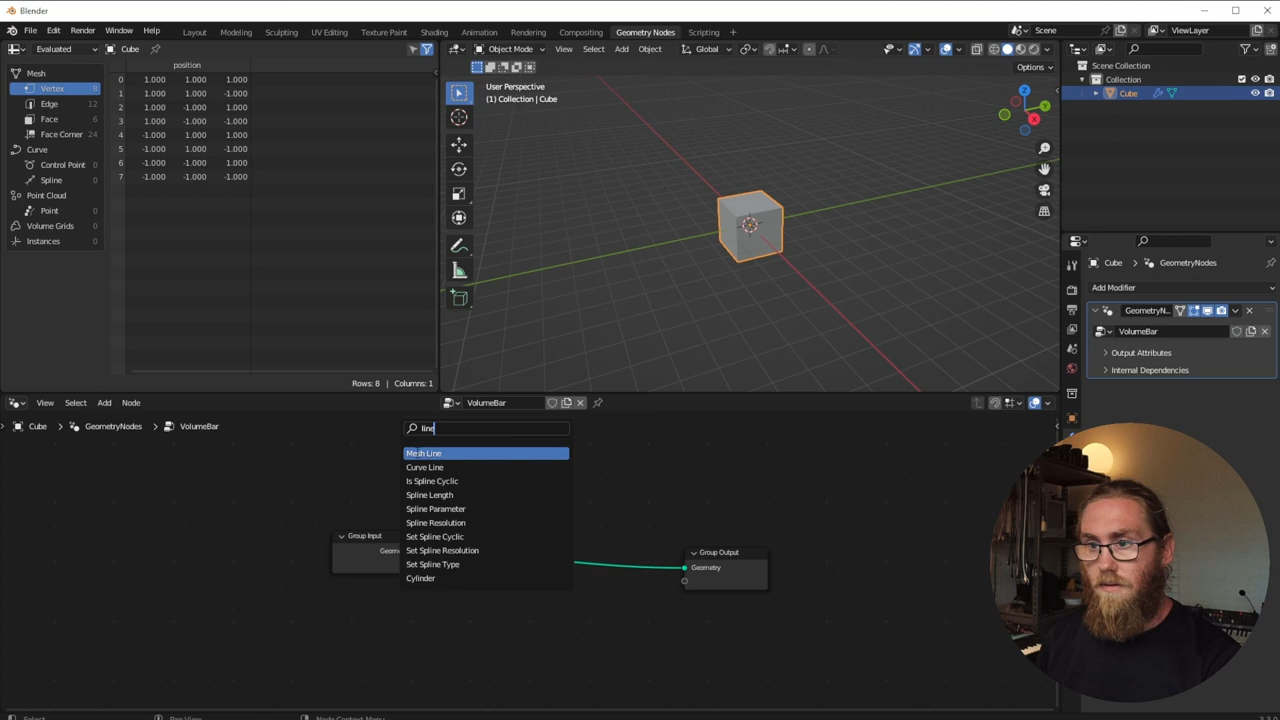 Blender
File Edit Render Window Help Layout Modeling Sculpting UV Editing Texture Paint Shading Animation Rendering Compositing Geometry Nodes Scripting Scene ViewLayer
Evaluated Cube
Object Mode View Select Add Object Global
Options
position
Mesh
Vertex 8
Edge 12
Face 6
Face Corner 24
Curve
Control Point 0
Spline 0
Point Cloud
Point 0
Volume Grids
Instances 0
0 1.000 1.000 1.000
1 1.000 1.000 -1.000
2 1.000 -1.000 1.000
3 1.000 -1.000 -1.000
4 -1.000 1.000 1.000
5 -1.000 1.000 -1.000
6 -1.000 -1.000 1.000
7 -1.000 -1.000 -1.000
Rows: 8 | Columns: 1
User Perspective
(1) Collection | Cube
Z
Y
X
Scene Collection
Collection
Cube
Cube GeometryNodes
Add Modifier
GeometryN...
VolumeBar
Output Attributes
Internal Dependencies
View Select Add Node VolumeBar
Cube GeometryNodes VolumeBar
line
Mesh Line
Curve Line
Is Spline Cyclic
Spline Length
Spline Parameter
Spline Resolution
Set Spline Cyclic
Set Spline Resolution
Set Spline Type
Cylinder
Group Input
Geome
Group Output
Geometry